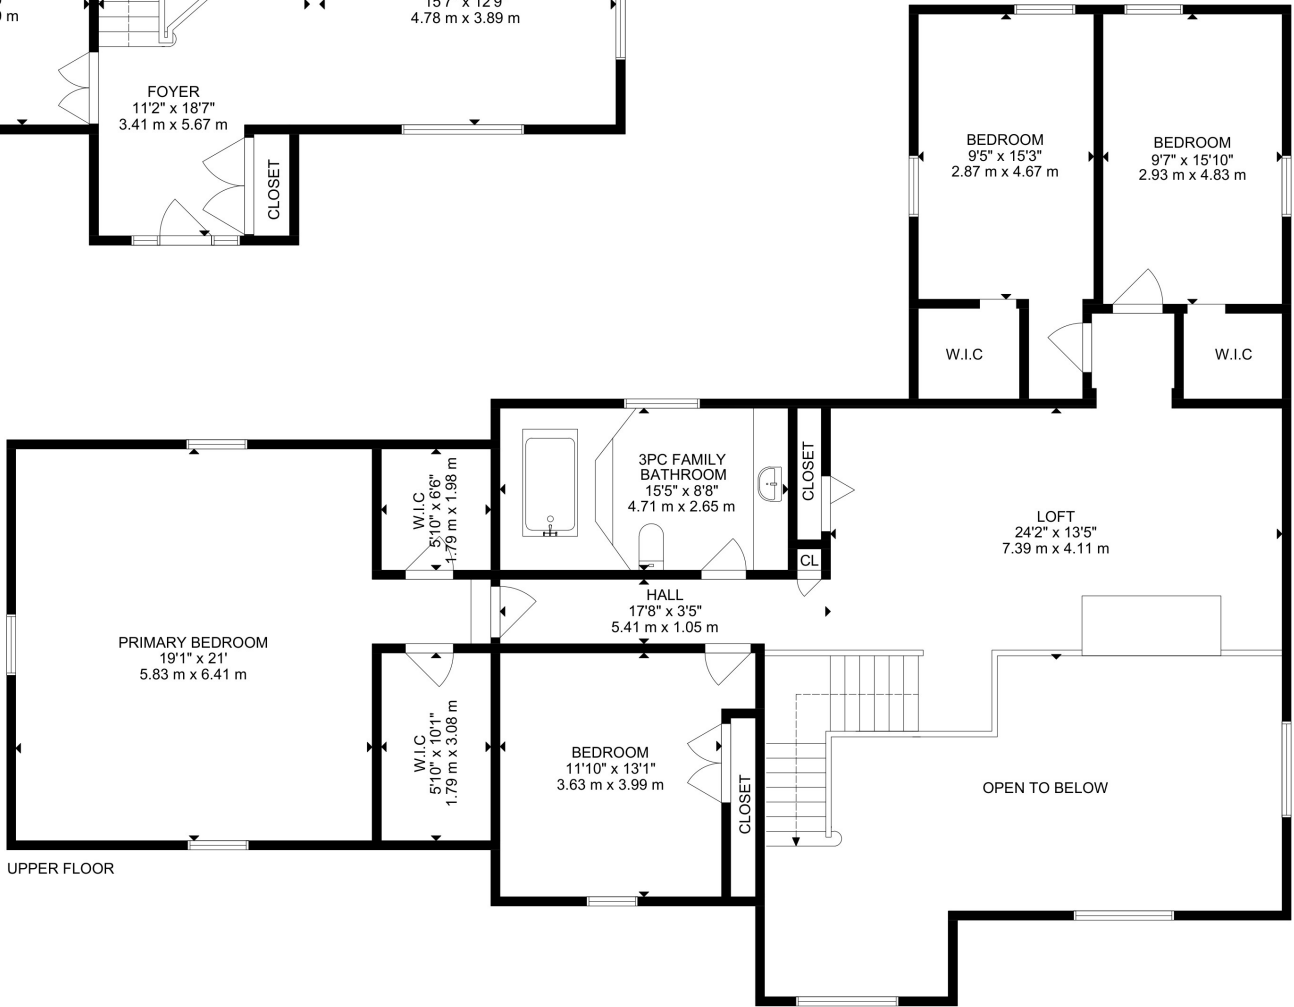 9 m
15'7" x 12'9"
4.78 m x 3.89 m
FOYER
11'2" x 18'7"
3.41 m x 5.67 m
CLOSET
BEDROOM
9'5" x 15'3"
2.87 m x 4.67 m
BEDROOM
9'7" x 15'10"
2.93 m x 4.83 m
W.I.C
W.I.C
3PC FAMILY
BATHROOM
15'5" x 8'8"
4.71 m x 2.65 m
CLOSET
CL
LOFT
24'2" x 13'5"
7.39 m x 4.11 m
W.I.C
5'10" x 6'6"
1.79 m x 1.98 m
HALL
17'8" x 3'5"
5.41 m x 1.05 m
PRIMARY BEDROOM
19'1" x 21'
5.83 m x 6.41 m
W.I.C
5'10" x 10'1"
1.79 m x 3.08 m
BEDROOM
11'10" x 13'1"
3.63 m x 3.99 m
CLOSET
OPEN TO BELOW
UPPER FLOOR